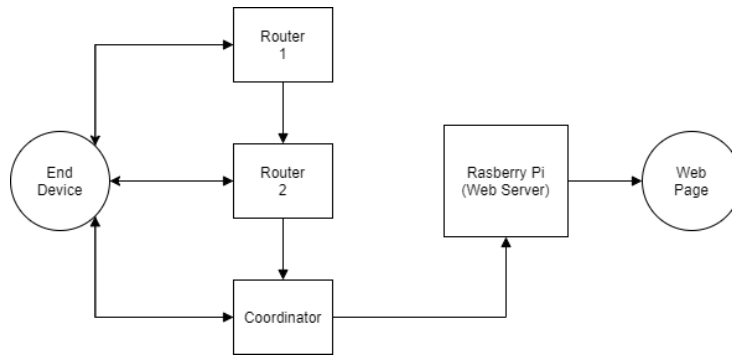 Router
1
End
Device
Router
2
Rasberry Pi
(Web Server)
Web
Page
Coordinator